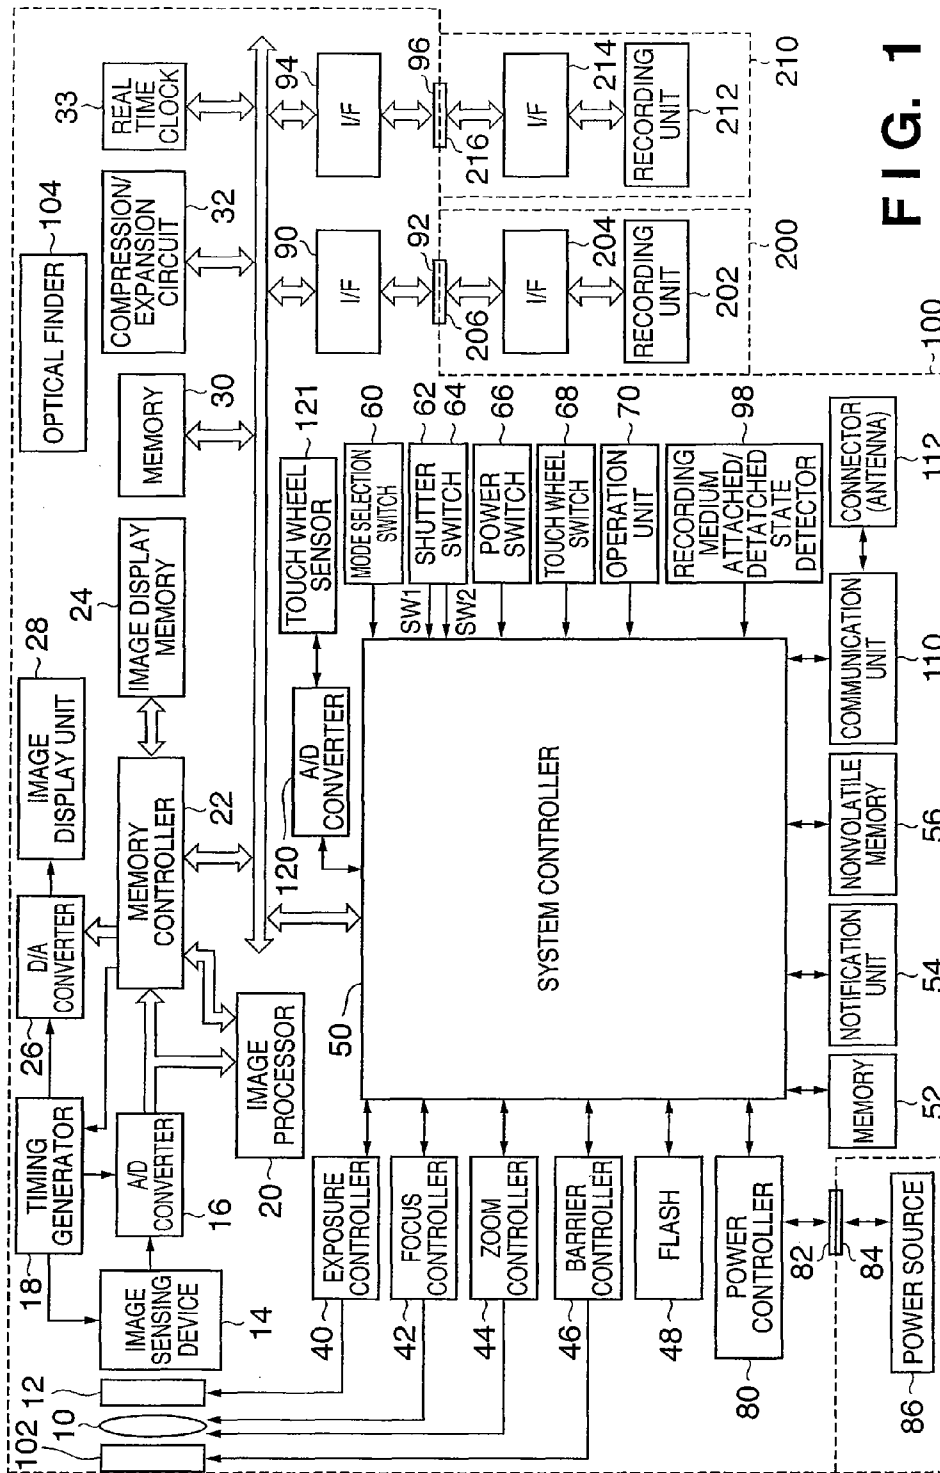 102
10
12
IMAGE
SENSING
DEVICE
14
18
TIMING
GENERATOR
A/D
CONVERTER
16
26
D/A
CONVERTER
IMAGE
DISPLAY UNIT
28
MEMORY
CONTROLLER
22
IMAGE DISPLAY
MEMORY
24
MEMORY
30
OPTICAL FINDER
104
COMPRESSION/
EXPANSION
CIRCUIT
32
REAL
TIME
CLOCK
33
20
IMAGE
PROCESSOR
EXPOSURE
CONTROLLER
40
FOCUS
CONTROLLER
42
ZOOM
CONTROLLER
44
BARRIER
CONTROLLER
46
FLASH
48
POWER
CONTROLLER
80
82
84
86
POWER SOURCE
50
SYSTEM CONTROLLER
120
A/D
CONVERTER
TOUCH WHEEL
SENSOR
121
MODE SELECTION
SWITCH
60
SW1
SW2
SHUTTER
SWITCH
62
64
POWER
SWITCH
66
TOUCH WHEEL
SWITCH
68
OPERATION
UNIT
70
RECORDING
MEDIUM
ATTACHED/
DETATCHED
STATE
DETECTOR
98
MEMORY
52
NOTIFICATION
UNIT
54
NONVOLATILE
MEMORY
56
COMMUNICATION
UNIT
110
CONNECTOR
(ANTENNA)
112
I/F
90
92
206
I/F
204
RECORDING
UNIT
202
200
I/F
94
96
216
I/F
214
RECORDING
UNIT
212
210
100
FIG. 1